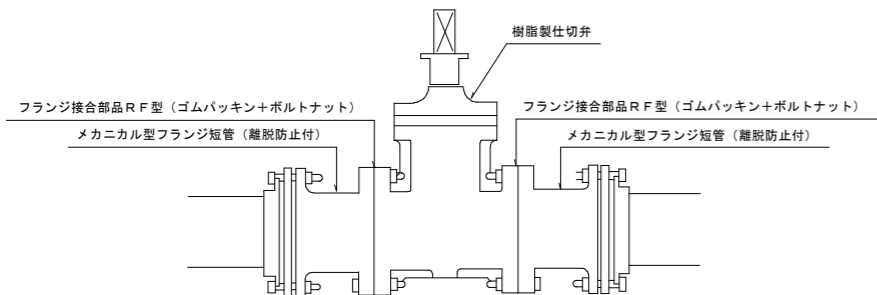 樹脂製仕切弁
フランジ接合部品ＲＦ型（ゴムパッキン＋ボルトナット）
フランジ接合部品ＲＦ型（ゴムパッキン＋ボルトナット）
メカニカル型フランジ短管（離脱防止付）
メカニカル型フランジ短管（離脱防止付）